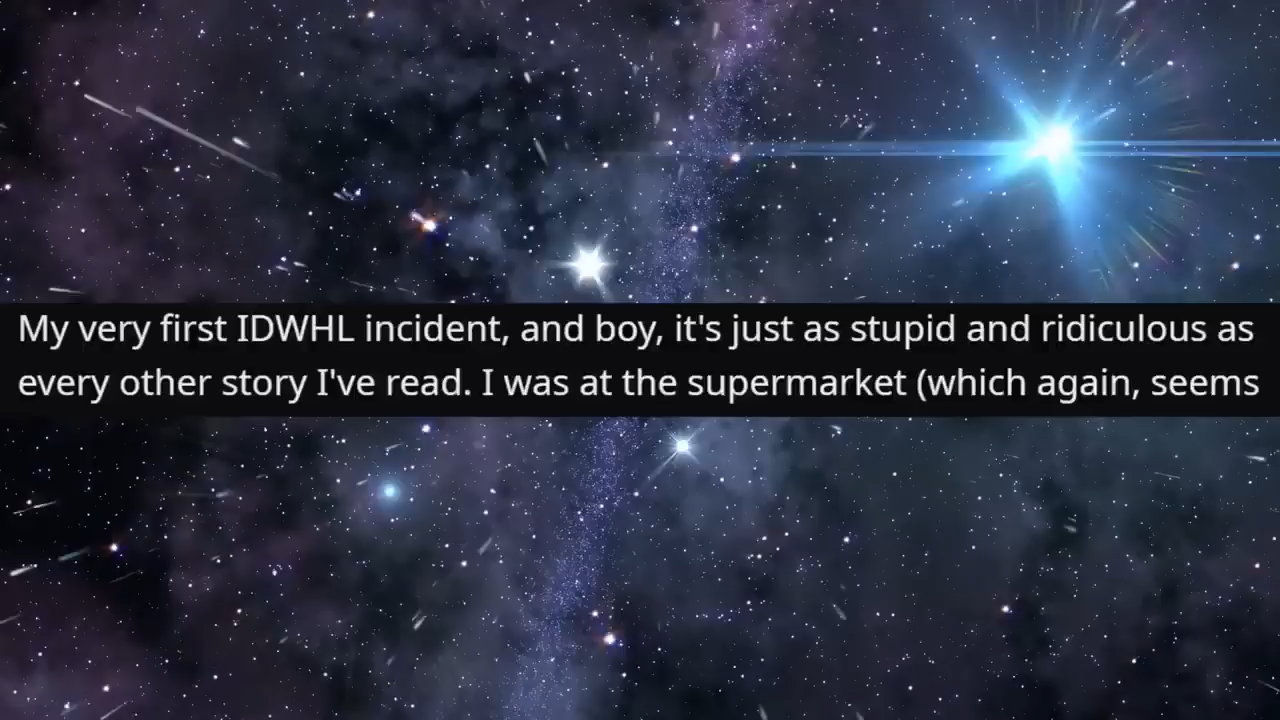 My very first IDWHL incident, and boy, it's just as stupid and ridiculous as
every other story I've read. I was at the supermarket (which again, seems